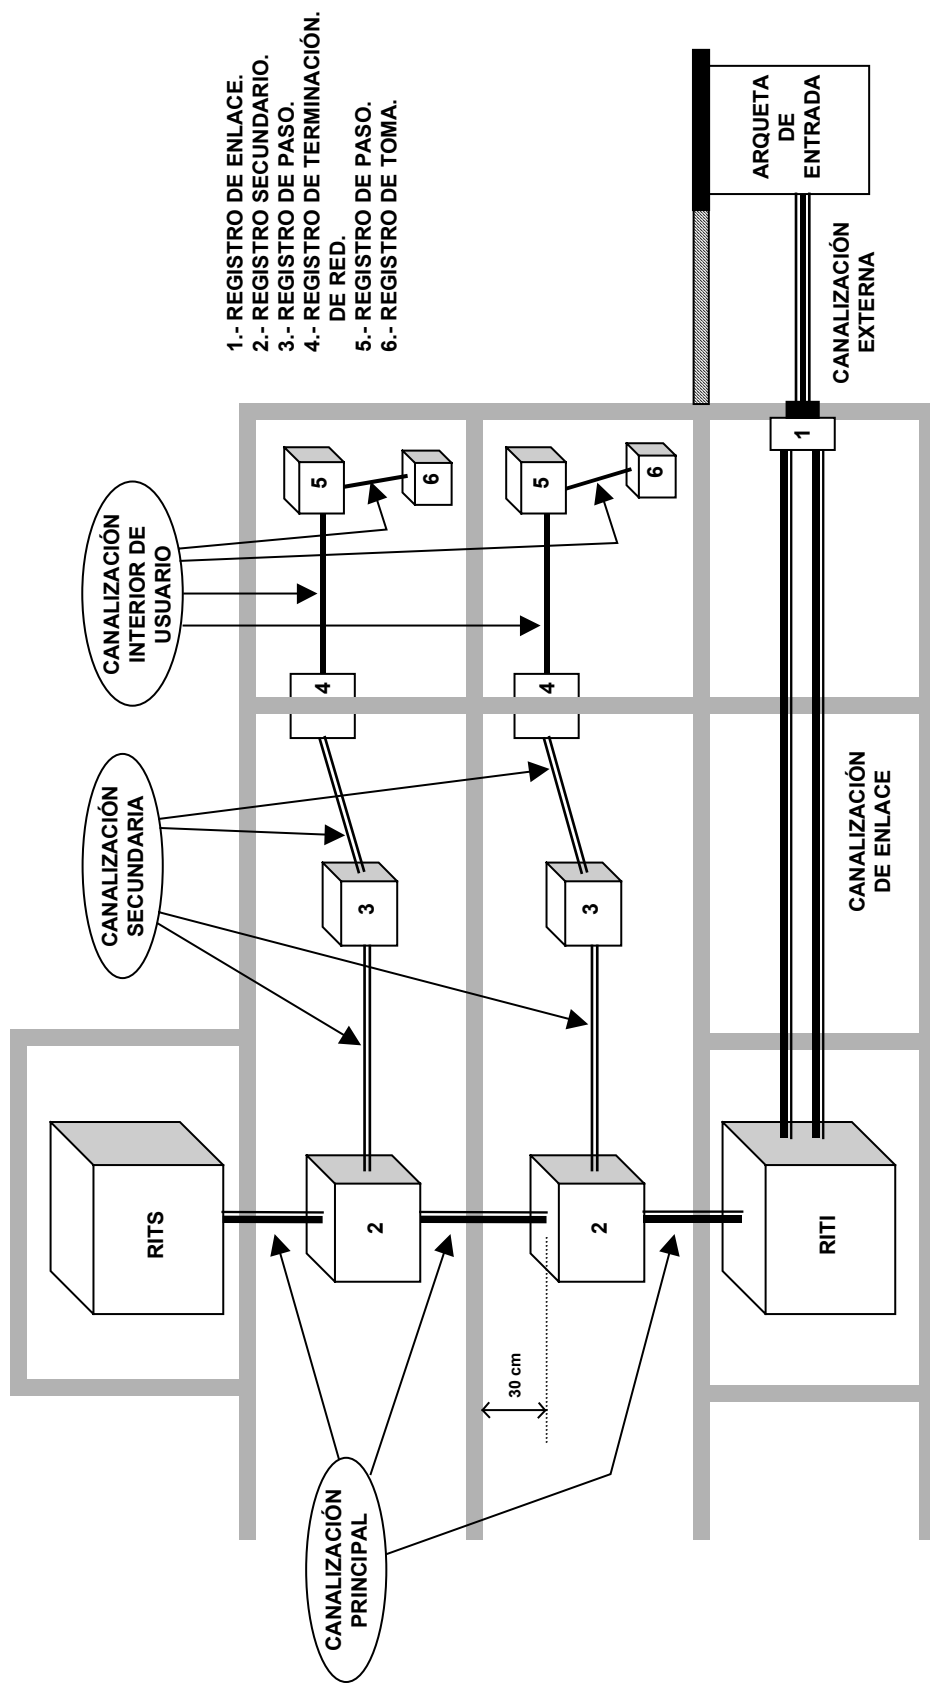 1.- REGISTRO DE ENLACE.
2.- REGISTRO SECUNDARIO.
3.- REGISTRO DE PASO.
4.- REGISTRO DE TERMINACIÓN.
DE RED.
5.- REGISTRO DE PASO.
6.- REGISTRO DE TOMA.
CANALIZACIÓN
INTERIOR DE
USUARIO
CANALIZACIÓN
SECUNDARIA
CANALIZACIÓN
PRINCIPAL
RITS
2
3
4
5
6
30 cm
2
3
4
5
6
RITI
CANALIZACIÓN
DE ENLACE
1
CANALIZACIÓN
EXTERNA
ARQUETA
DE
ENTRADA